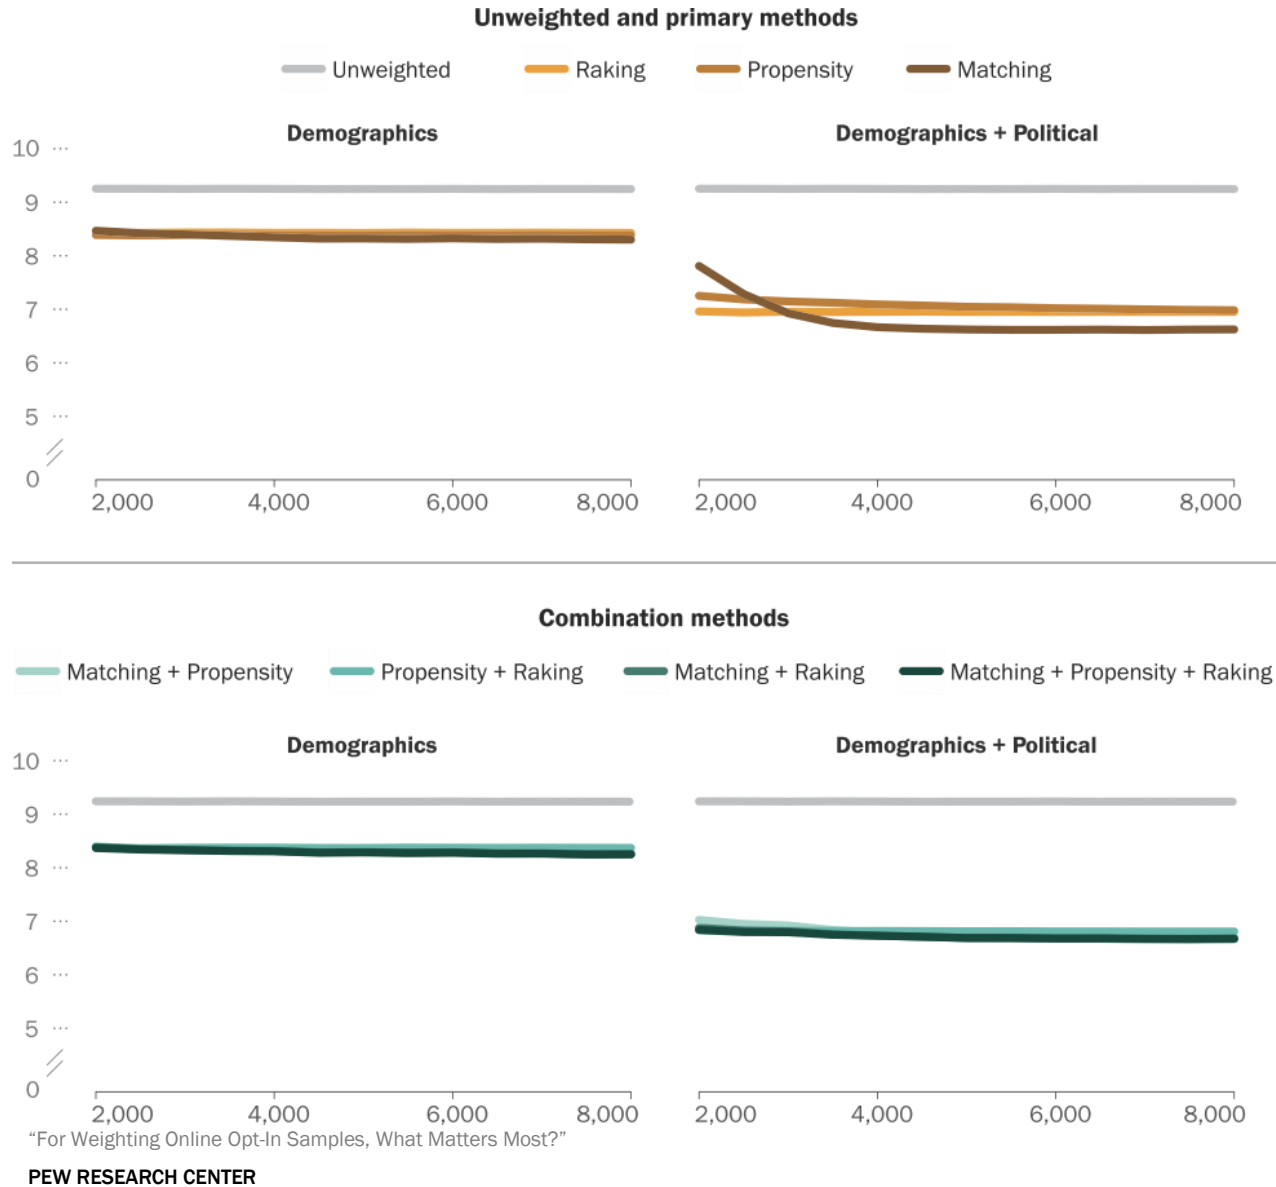 Unweighted and primary methods
Unweighted Raking Propensity Matching
Demographics Demographics + Political
10
9
8
7
6
5
0
2,000 4,000 6,000 8,000 2,000 4,000 6,000 8,000
Combination methods
Matching + Propensity Propensity + Raking Matching + Raking Matching + Propensity + Raking
Demographics Demographics + Political
10
9
8
7
6
5
0
2,000 4,000 6,000 8,000 2,000 4,000 6,000 8,000
“For Weighting Online Opt-In Samples, What Matters Most?”
PEW RESEARCH CENTER